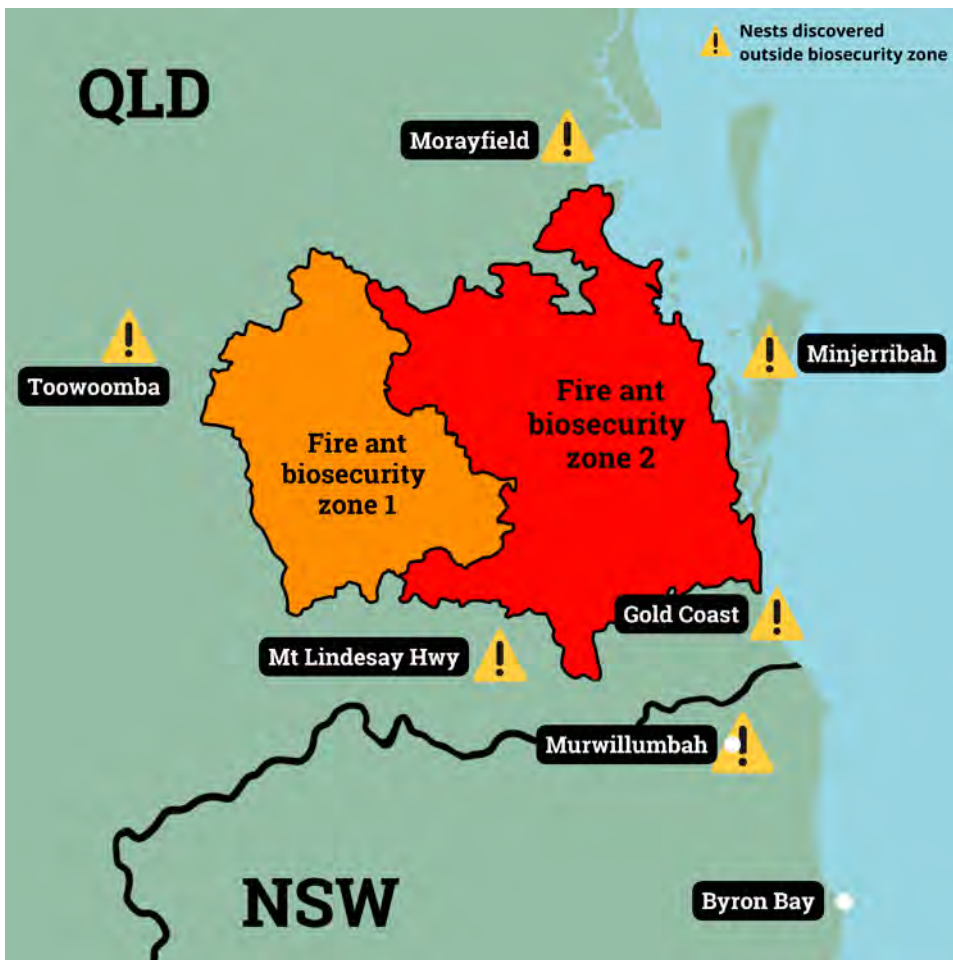 QLD
Nests discovered
outside biosecurity zone
Morayfield
Toowoomba
Minjerribah
Fire ant
biosecurity
zone 1
Fire ant
biosecurity
zone 2
Gold Coast
Mt Lindesay Hwy
Murwillumbah
NSW
Byron Bay